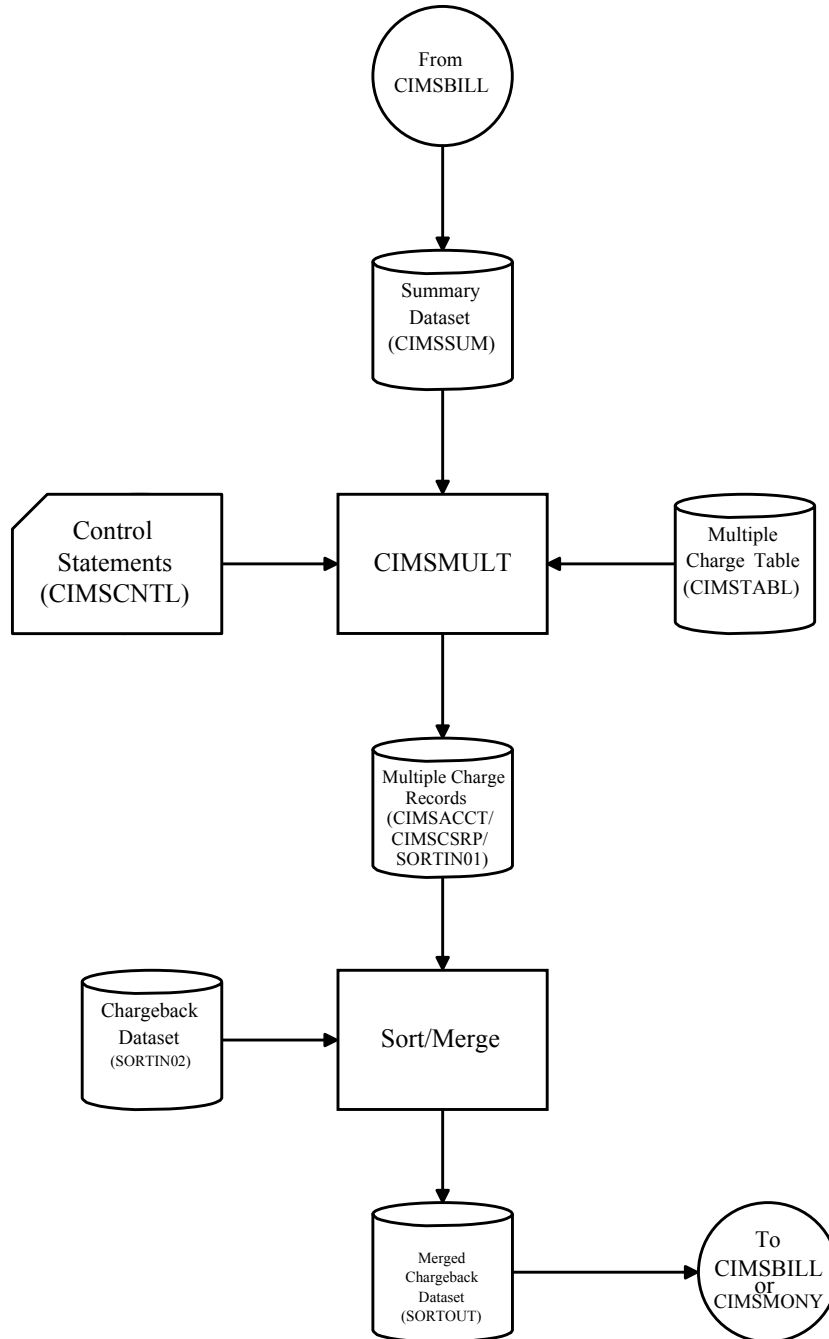 From
CIMSBILL
Summary
Dataset
(CIMSSUM)
Control
Statements
(CIMSCNTL)
CIMSMULT
Multiple
Charge Table
(CIMSTABL)
Multiple Charge
Records
(CIMSACCT/
CIMSCSRP/
SORTIN01)
Chargeback
Dataset
(SORTIN02)
Sort/Merge
Merged
Chargeback
Dataset
(SORTOUT)
To
CIMSBILL
or
CIMSMONY